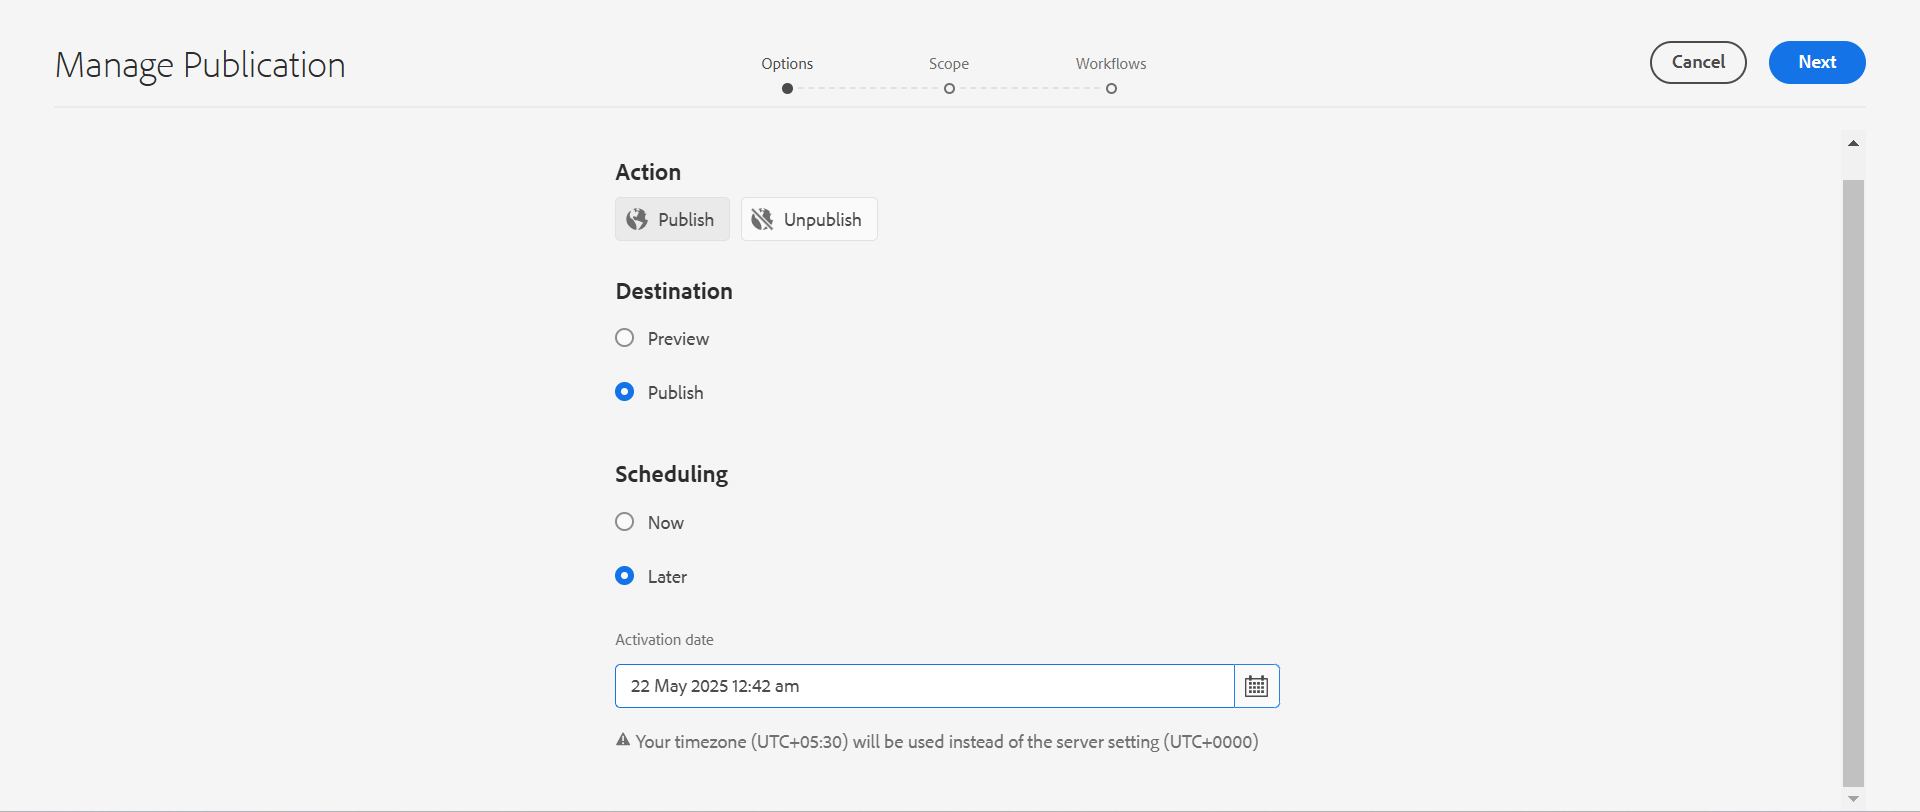 Manage Publication
Options
Scope
Workflows
Cancel
Next
Action
Publish
Unpublish
Destination
Preview
Publish
Scheduling
Now
Later
Activation date
22 May 2025 12:42 am
Your timezone (UTC+05:30) will be used instead of the server setting (UTC+0000)